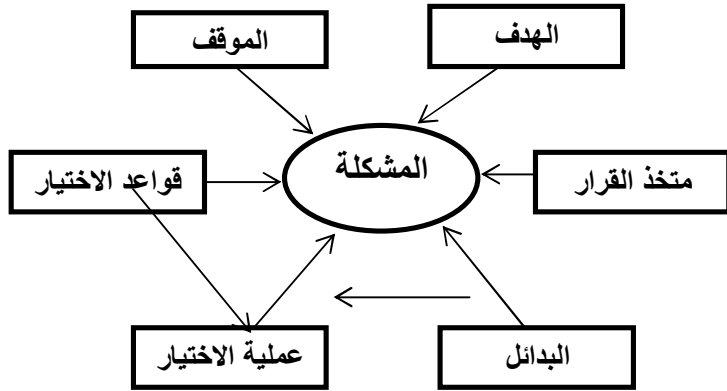 الهدف
الموقف
المشكلة
متخذ القرار
قواعد الاختيار
البدائل
عملية الاختيار